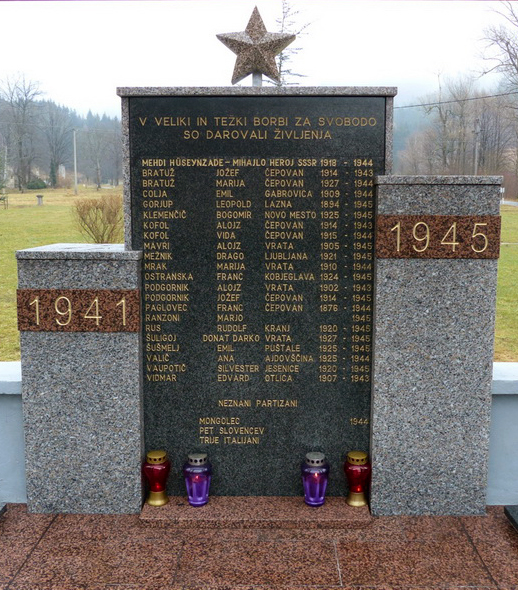 V VELIKI IN TEŽKI BORBI ZA SVOBODO
SO DAROVALI ŽIVLJENJA
MEHDI HÜSEYNZADE - MIHAJLO HEROJ SSSR 1918 - 1944
BRATUŽ JOŽEF ČEPOVAN 1914 - 1943
BRATUŽ MARIJA ČEPOVAN 1927 - 1944
COLJA EMIL GABROVICA 1909 - 1944
GORJUP LEOPOLD LAZNA 1894 - 1945
KLEMENČIČ BOGOMIR NOVO MESTO 1925 - 1945
KOFOL ALOJZ ČEPOVAN 1914 - 1943
KOFOL VIDA ČEPOVAN 1915 - 1944
MAVRI ALOJZ VRATA 1905 - 1945
MEŽNIK DRAGO LJUBLJANA 1921 - 1945
MRAK MARIJA VRATA 1910 - 1944
OSTRANSKA FRANC KOBJEGLAVA 1924 - 1945
PODGORNIK ALOJZ VRATA 1902 - 1943
PODGORNIK JOŽEF ČEPOVAN 1914 - 1945
PAGLOVEC FRANC ČEPOVAN 1876 - 1944
RANZONI MARJO 1945
RUS RUDOLF KRANJ 1920 - 1945
ŠULIGOJ DONAT DARKO VRATA 1927 - 1945
ŠUŠMELJ EMIL PUŠTALE 1925 - 1945
VALIČ ANA AJDOVŠČINA 1925 - 1944
VAUPOTIČ SILVESTER JESENICE 1920 - 1945
VIDMAR EDVARD OTLICA 1907 - 1943
NEZNANI PARTIZANI
MONGOLEC 1944
PET SLOVENCEV
TRIJE ITALIJANI
1941
1945